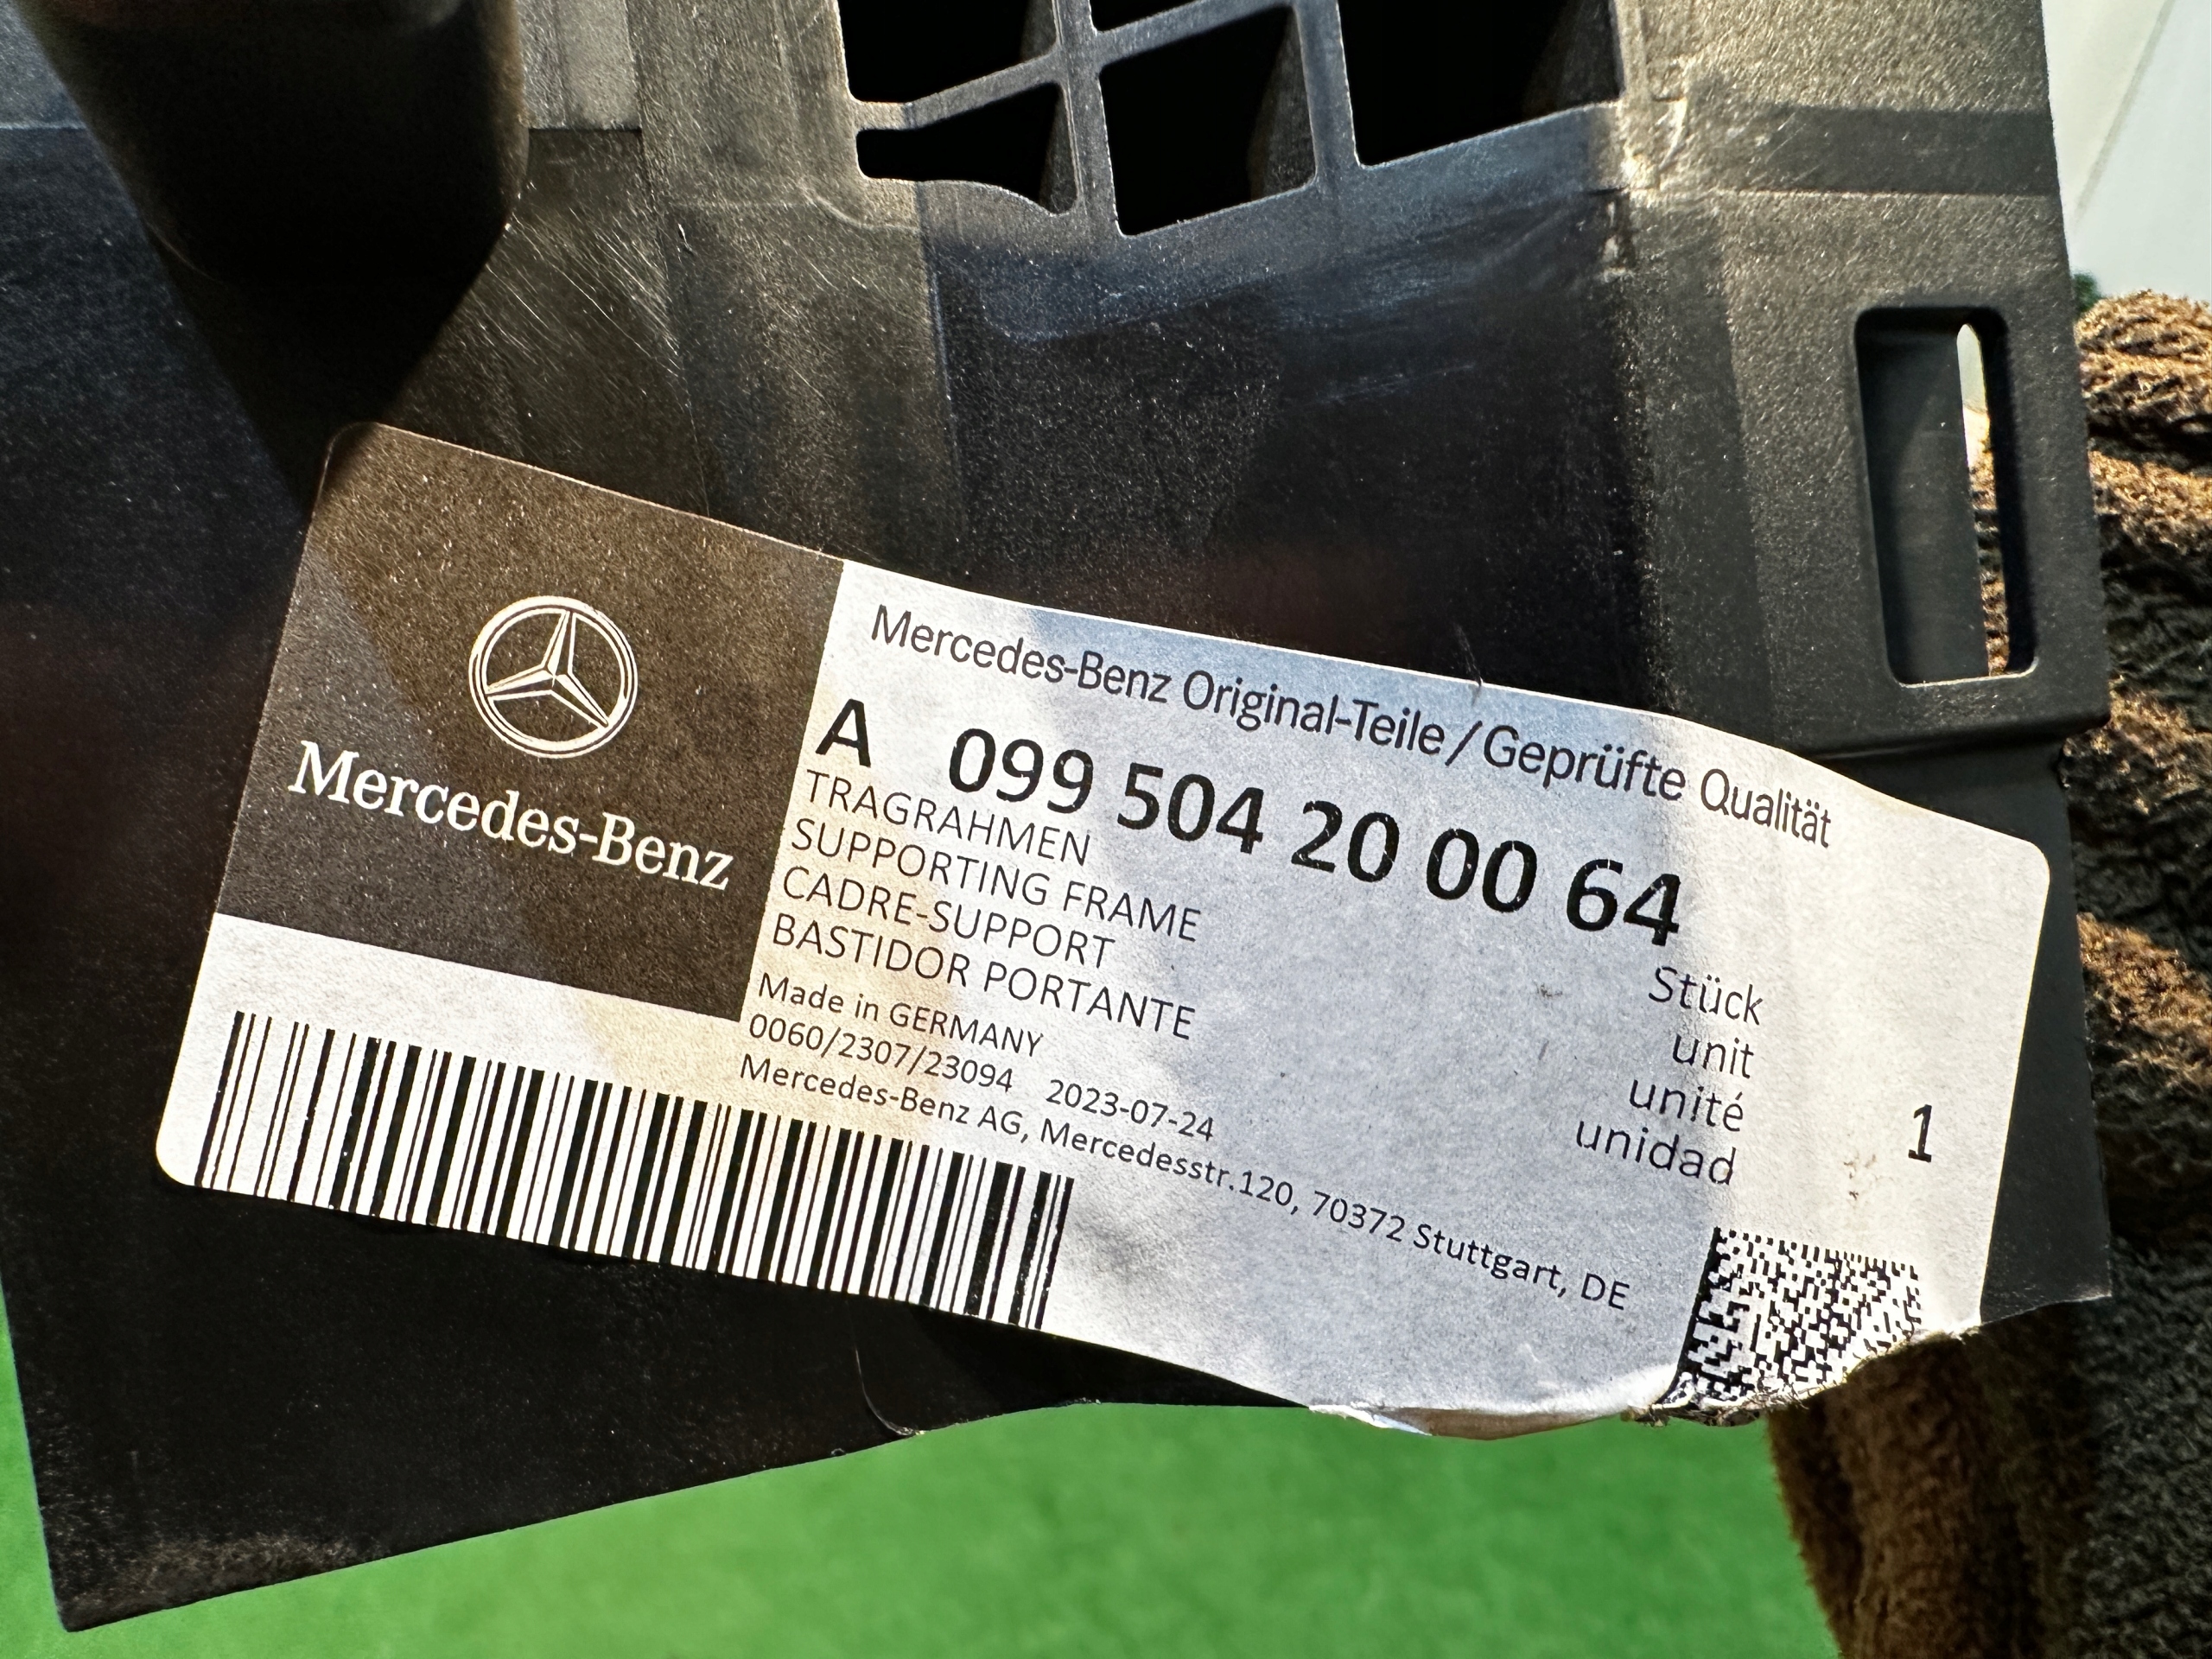 Mercedes-Benz
Mercedes-Benz Original-Teile / Geprüfte Qualität
A 099 504 20 00 64
TRAGRAHMEN
SUPPORTING FRAME
CADRE-SUPPORT
BASTIDOR PORTANTE
Stück
unit
unité
unidad
1
Made in GERMANY
0060/2307/23094 2023-07-24
Mercedes-Benz AG, Mercedesstr.120, 70372 Stuttgart, DE